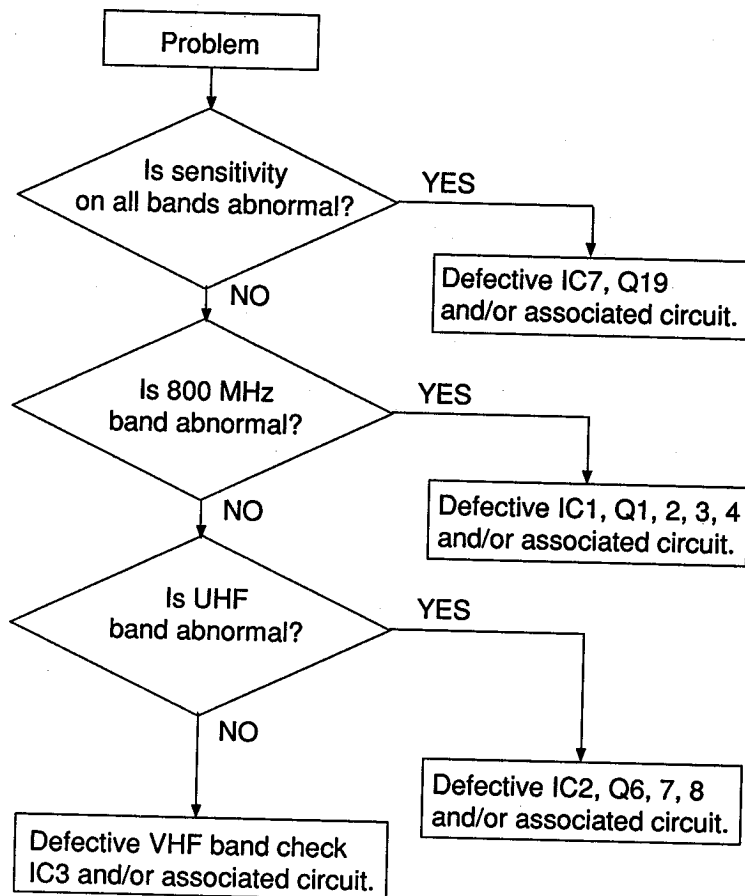 Problem
Is sensitivity
on all bands abnormal?
YES
Defective IC7, Q19
and/or associated circuit.
NO
Is 800 MHz
band abnormal?
YES
Defective IC1, Q1, 2, 3, 4
and/or associated circuit.
NO
Is UHF
band abnormal?
YES
Defective IC2, Q6, 7, 8
and/or associated circuit.
NO
Defective VHF band check
IC3 and/or associated circuit.